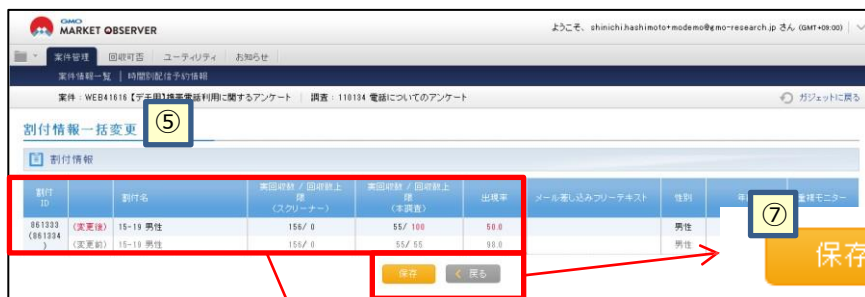 GMO
MARKET OBSERVER
ようこそ、shinichi.hashimoto+modemo@gmo-research.jp さん (GMT+09:00)
案件管理 回収可否 ユーティリティ お知らせ
案件情報一覧 | 時間別配信予約情報
案件：WEB41616【デモ用】携帯電話利用に関するアンケート | 調査：110134 電話についてのアンケート
ガジェットに戻る
割付情報一括変更
⑤
割付情報
割付ID 割付名 実回収数 / 回収数上限（スクリーナー） 実回収数 / 回収数上限（本調査） 出現率 メール差し込みフリーテキスト 性別 重複モニター
861333 (861334) （変更後） 15-19 男性 156/ 0 55/ 100 50.0 男性
（変更前） 15-19 男性 156/ 0 55/ 55 98.0 男性
⑦
保存 戻る
保存